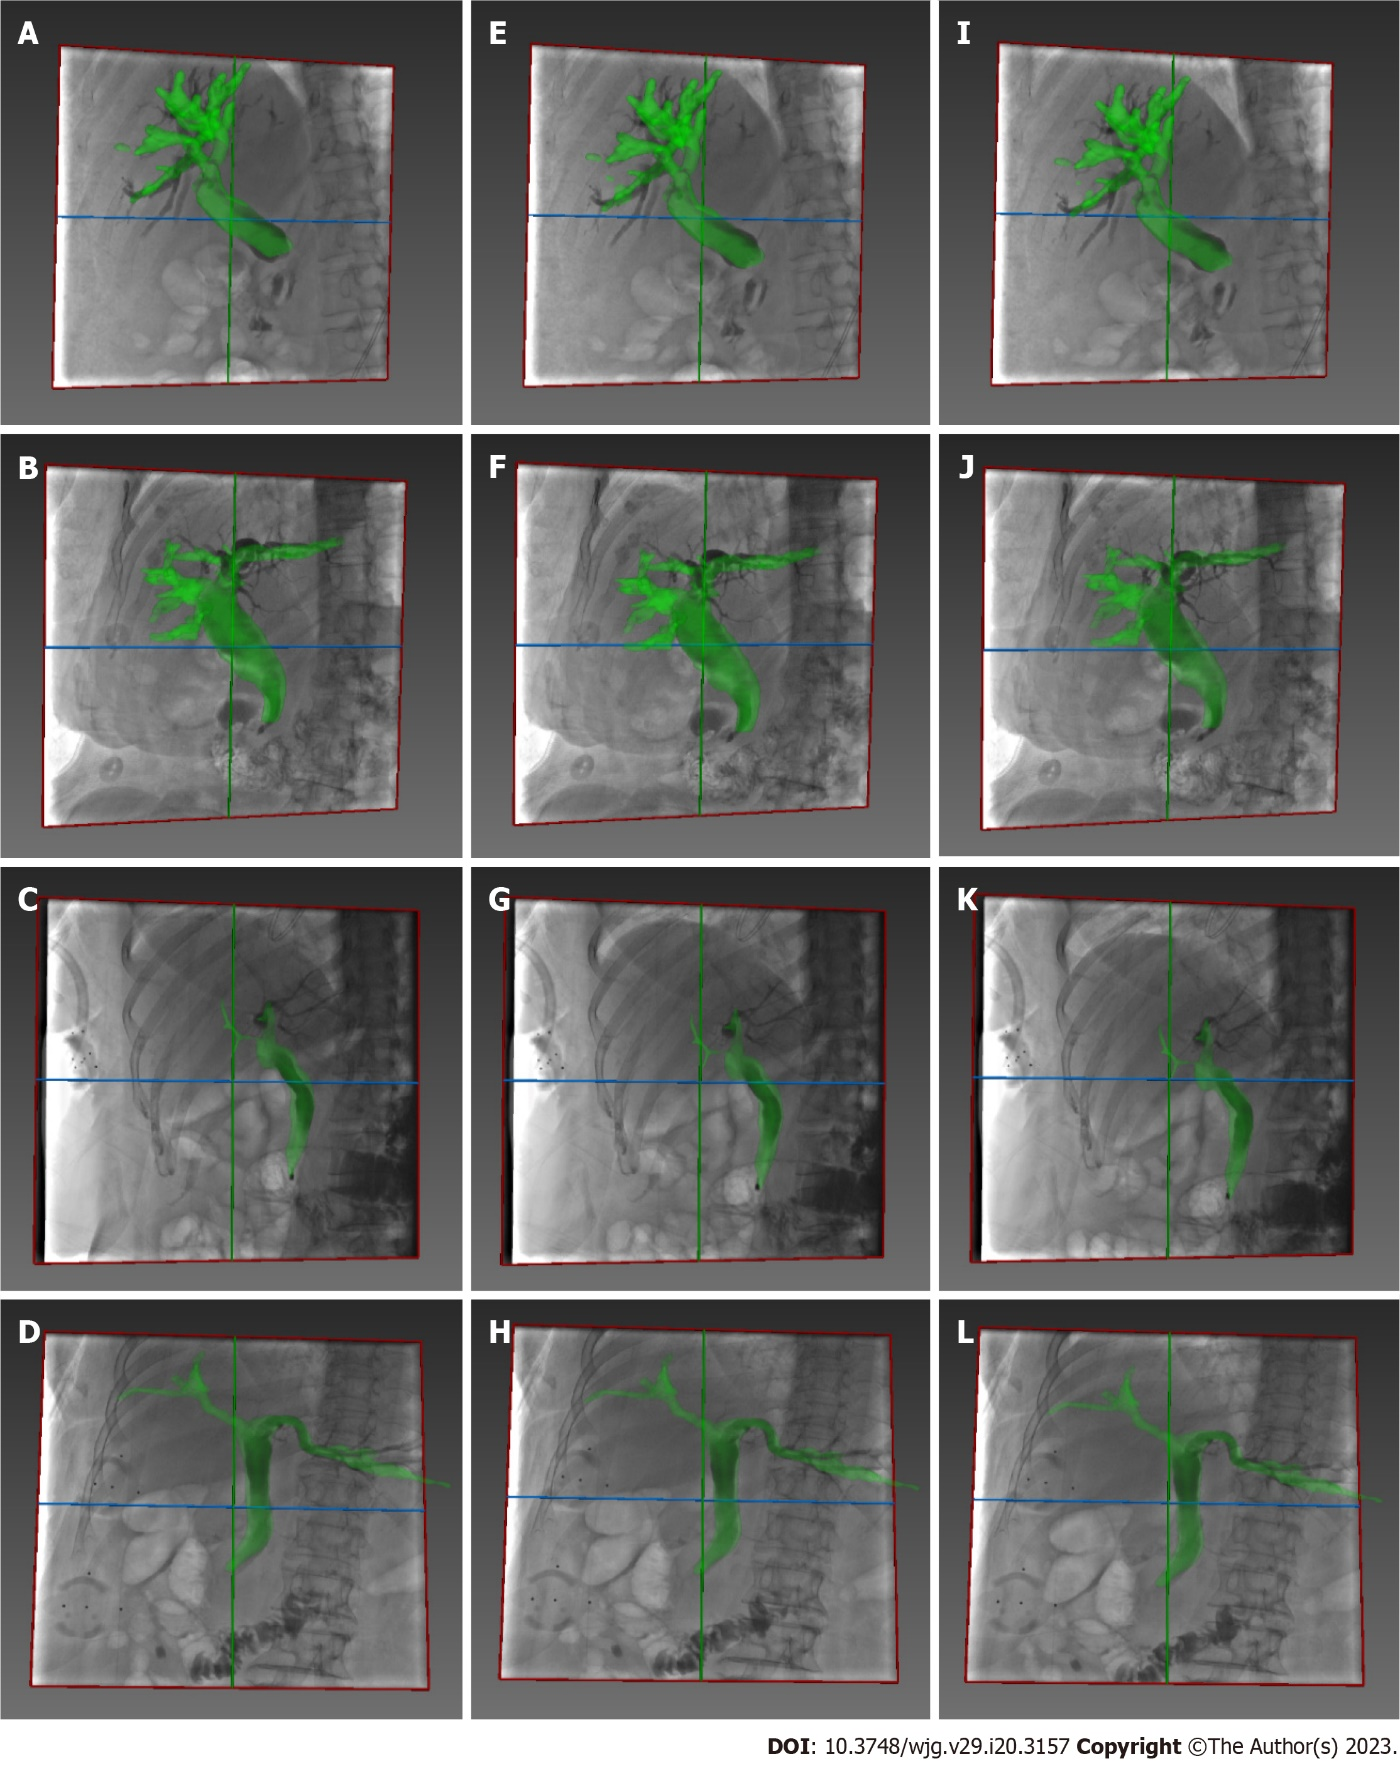 A
E
I
B
F
J
C
G
K
D
H
L
DOI: 10.3748/wjg.v29.i20.3157 Copyright ©The Author(s) 2023.